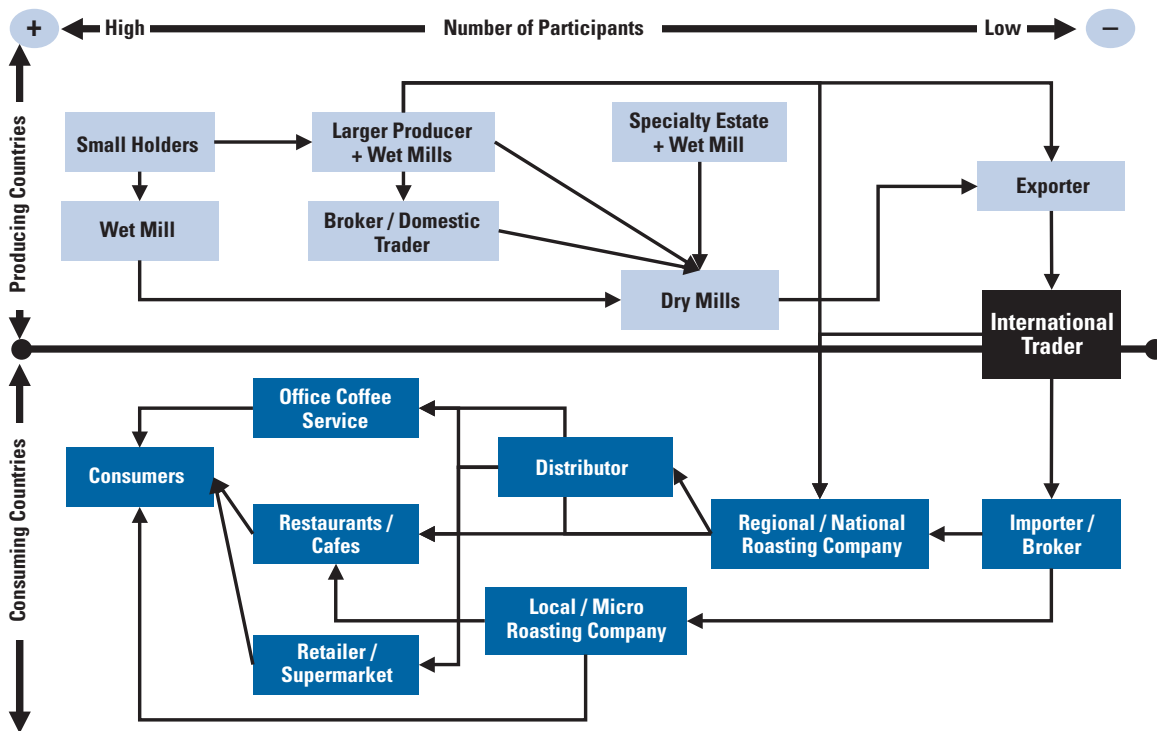 +
High
Number of Participants
Low
–
Producing Countries
Small Holders
Larger Producer
+ Wet Mills
Specialty Estate
+ Wet Mill
Exporter
Wet Mill
Broker / Domestic
Trader
Dry Mills
International
Trader
Consuming Countries
Office Coffee
Service
Consumers
Distributor
Restaurants /
Cafes
Regional / National
Roasting Company
Importer /
Broker
Local / Micro
Roasting Company
Retailer /
Supermarket